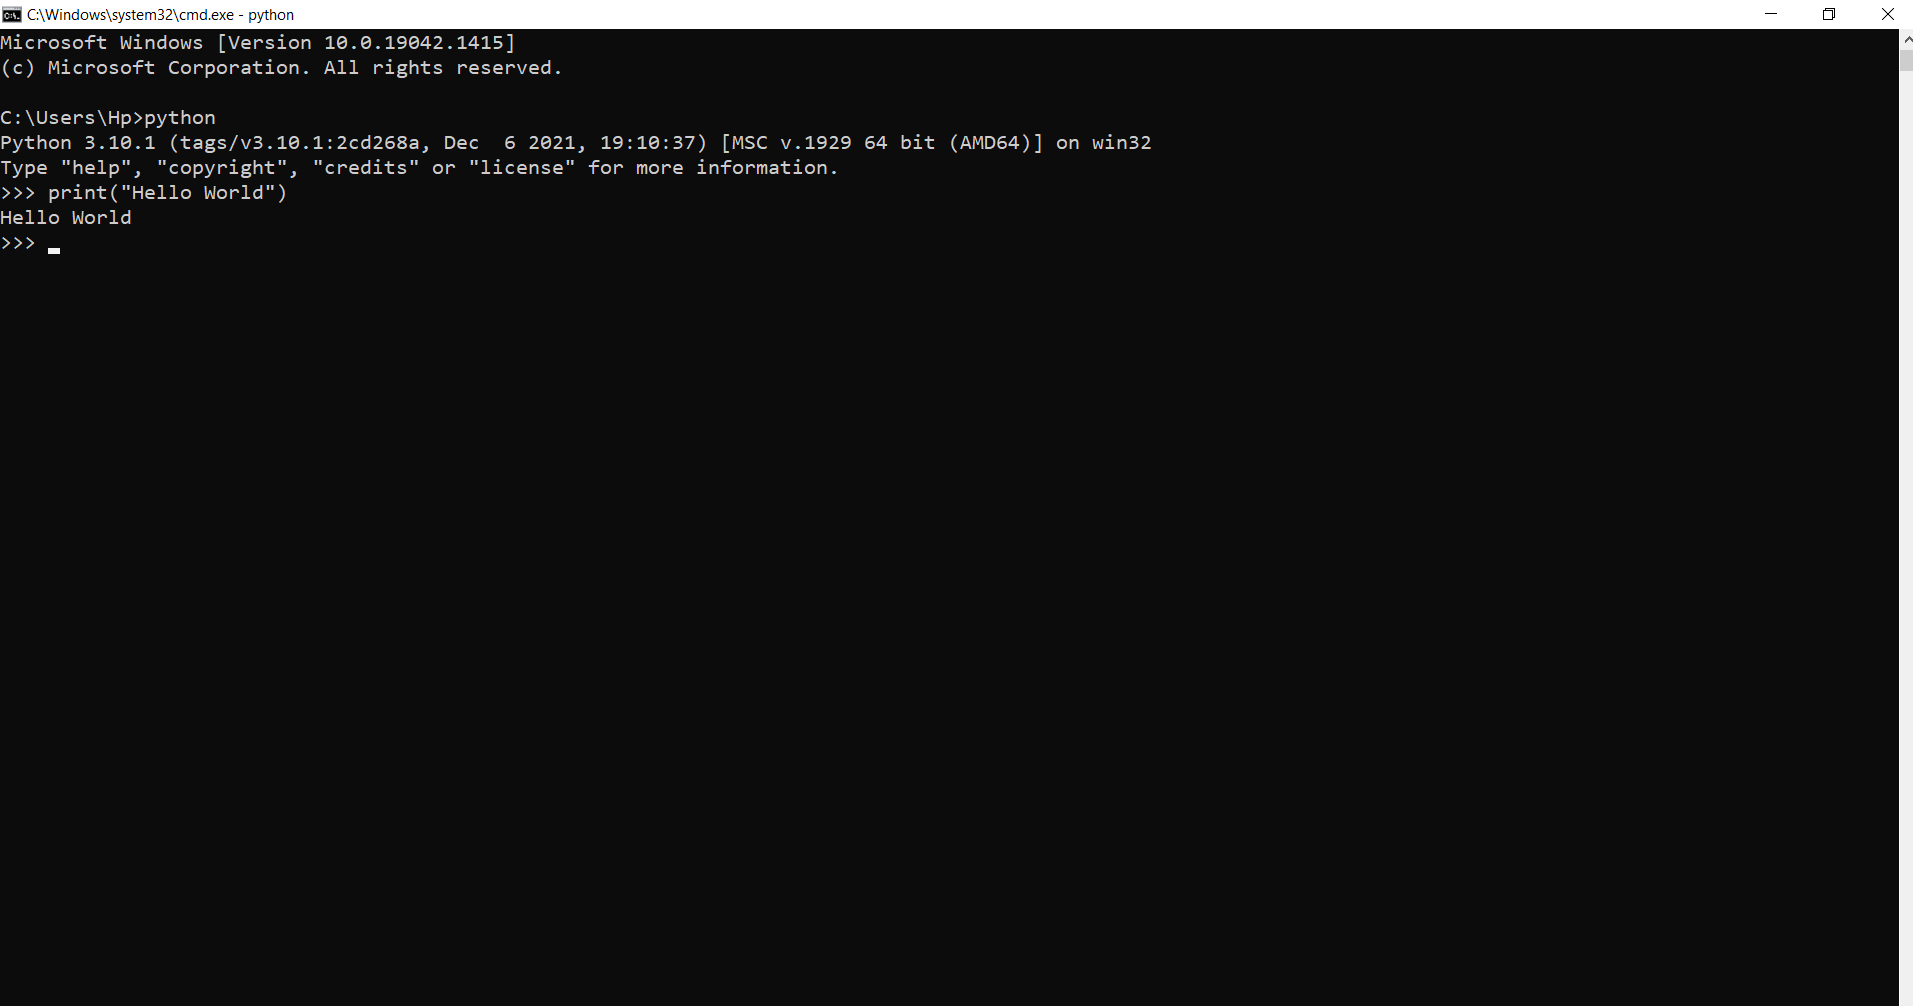 C:\Windows\system32\cmd.exe - python
Microsoft Windows [Version 10.0.19042.1415]
(c) Microsoft Corporation. All rights reserved.
C:\Users\Hp>python
Python 3.10.1 (tags/v3.10.1:2cd268a, Dec  6 2021, 19:10:37) [MSC v.1929 64 bit (AMD64)] on win32
Type "help", "copyright", "credits" or "license" for more information.
>>> print("Hello World")
Hello World
>>>